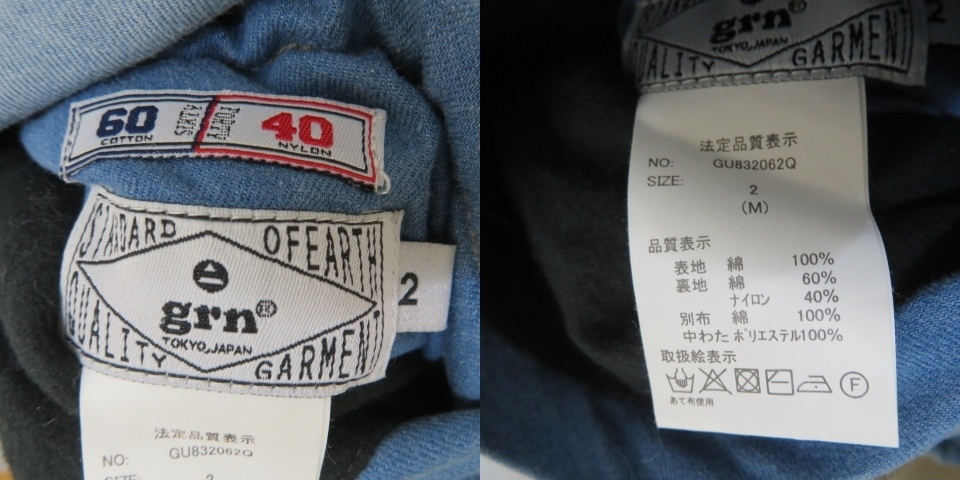 60
COTTON
40
NYLON
STANDARD OFEARTH
grn®
TOKYO,JAPAN
QUALITY GARMENT
2
法定品質表示
NO: GU832062Q
SIZE: 2
grn®
TOKYO,JAPAN
QUALITY GARMENT
2
法定品質表示
NO: GU832062Q
SIZE:
2
(M)
品質表示
表地 綿 100%
裏地 綿 60%
ナイロン 40%
別布 綿 100%
中わた ポリエステル100%
取扱絵表示
F
あて布使用